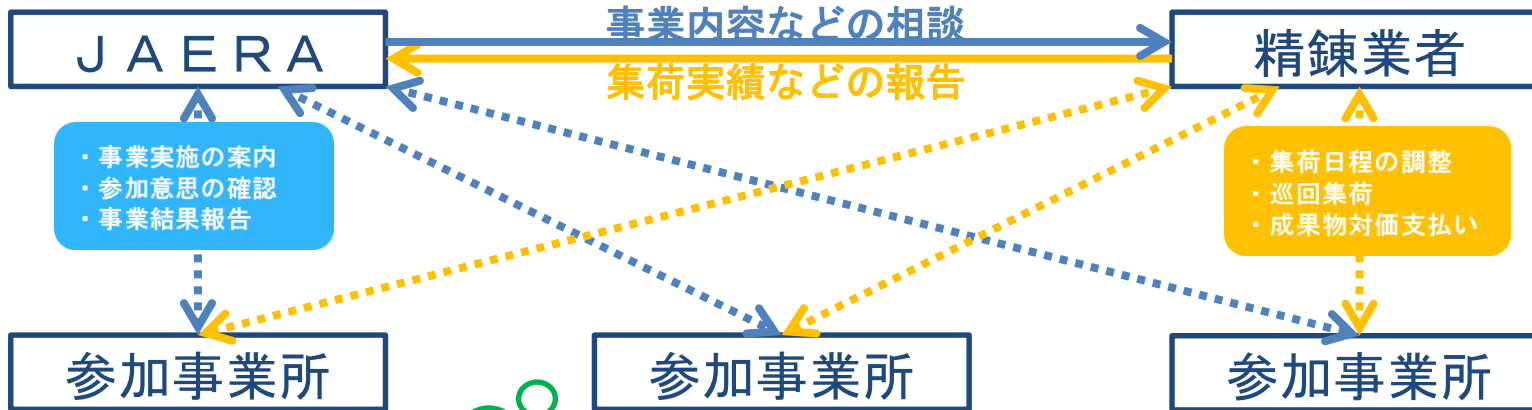 事業内容などの相談
ＪＡＥＲＡ
精錬業者
集荷実績などの報告
・事業実施の案内
・参加意思の確認
・事業結果報告
・集荷日程の調整
・巡回集荷
・成果物対価支払い
参加事業所
参加事業所
参加事業所